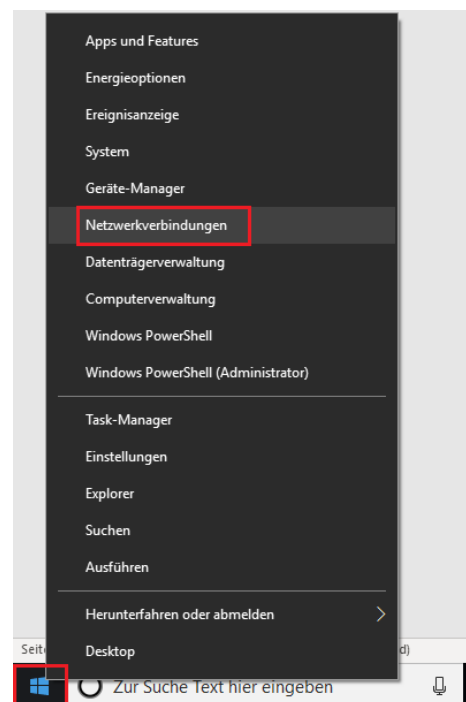 Apps und Features
Energieoptionen
Ereignisanzeige
System
Geräte-Manager
Netzwerkverbindungen
Datenträgerverwaltung
Computerverwaltung
Windows PowerShell
Windows PowerShell (Administrator)
Task-Manager
Einstellungen
Explorer
Suchen
Ausführen
Herunterfahren oder abmelden
Desktop
Zur Suche Text hier eingeben